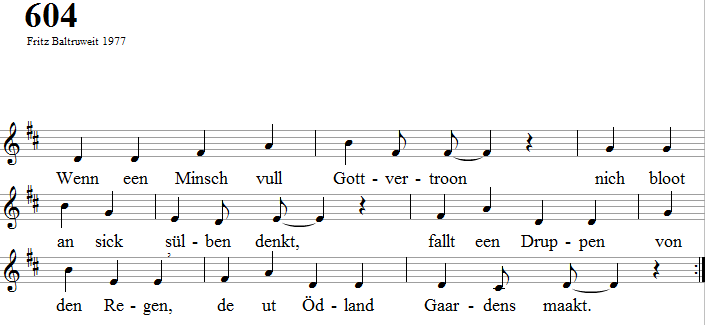 604
Fritz Baltruweit 1977
Wenn een Minsch vull Gott - ver - troon nich bloot
an sick sül - ben denkt, fallt een Drup - pen von
den Re - gen, de ut Öd - land Gaar - dens maakt.